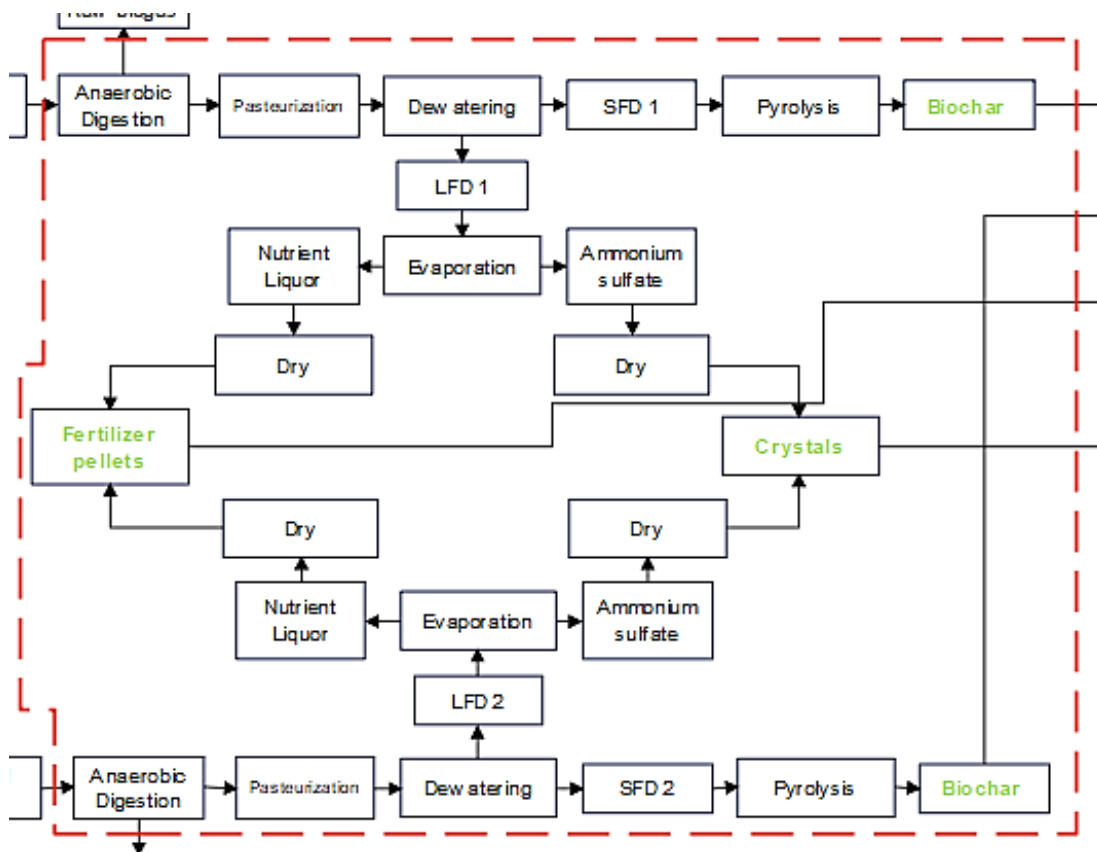 Anaerobic
Digestion
Pasteurization
Dewatering
SFD 1
Pyrolysis
Biochar
LFD 1
Nutrient
Liquor
Evaporation
Ammonium
sulfate
Dry
Dry
Fertilizer
pellets
Crystals
Dry
Dry
Nutrient
Liquor
Evaporation
Ammonium
sulfate
LFD 2
Anaerobic
Digestion
Pasteurization
Dewatering
SFD 2
Pyrolysis
Biochar